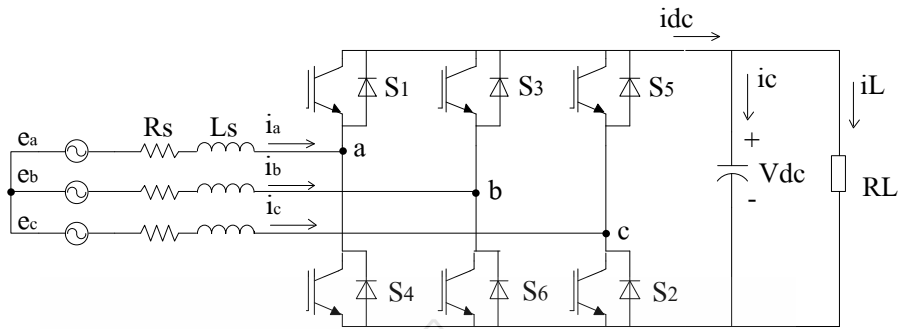 idc
S1
S3
S5
ic
iL
ea
Rs
Ls
ia
a
+
Vdc
-
RL
eb
ib
b
ec
ic
c
S4
S6
S2